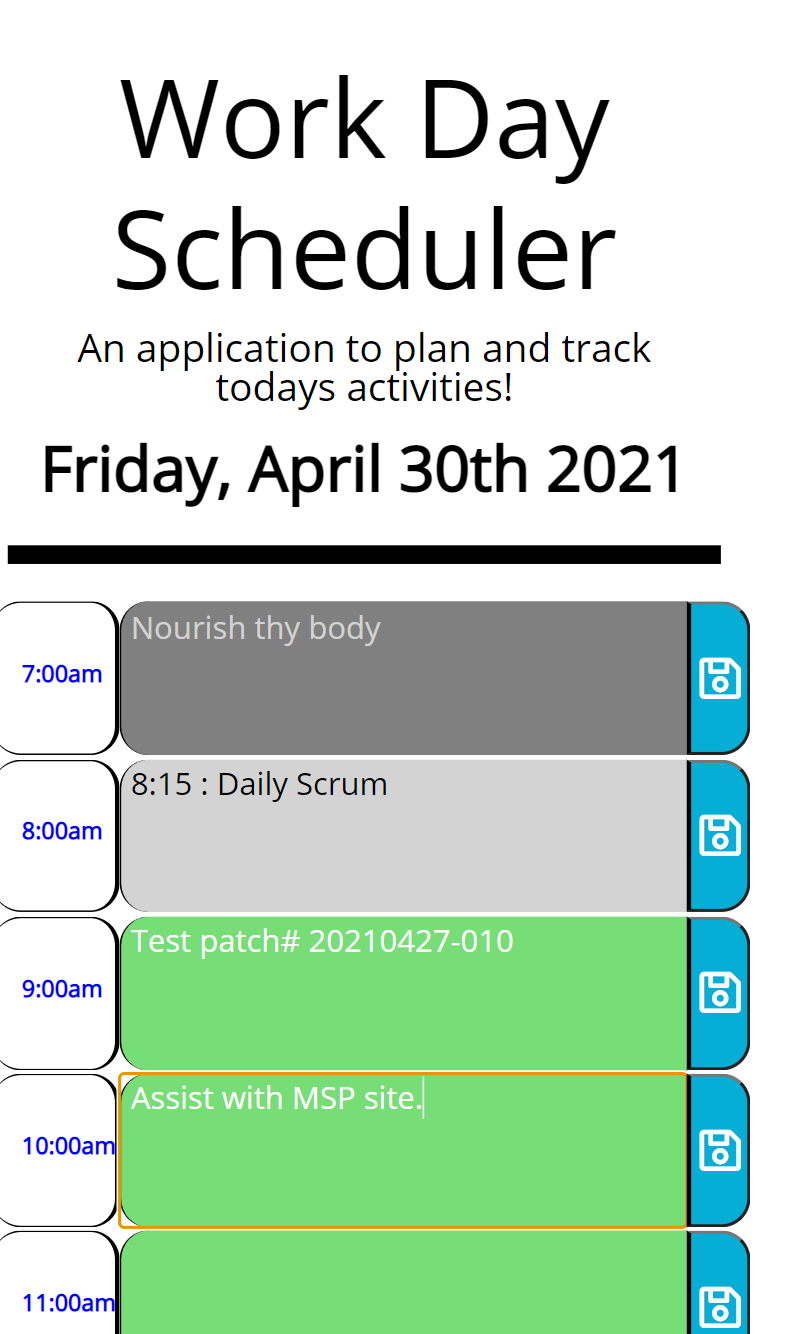 Work Day
Scheduler
An application to plan and track
todays activities!
Friday, April 30th 2021
7:00am
Nourish thy body
8:00am
8:15 : Daily Scrum
9:00am
Test patch# 20210427-010
10:00am
Assist with MSP site.
11:00am